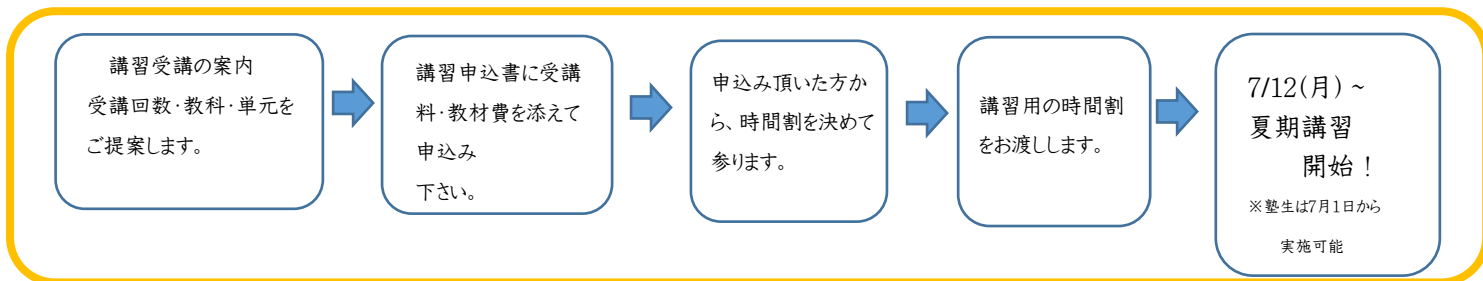 講習受講の案内
受講回数・教科・単元を
ご提案します。
講習申込書に受講
料・教材費を添えて
申込み
下さい。
申込み頂いた方か
ら、時間割を決めて
参ります。
講習用の時間割
をお渡しします。
7/12(月)~
夏期講習
開始！
※塾生は7月1日から
実施可能